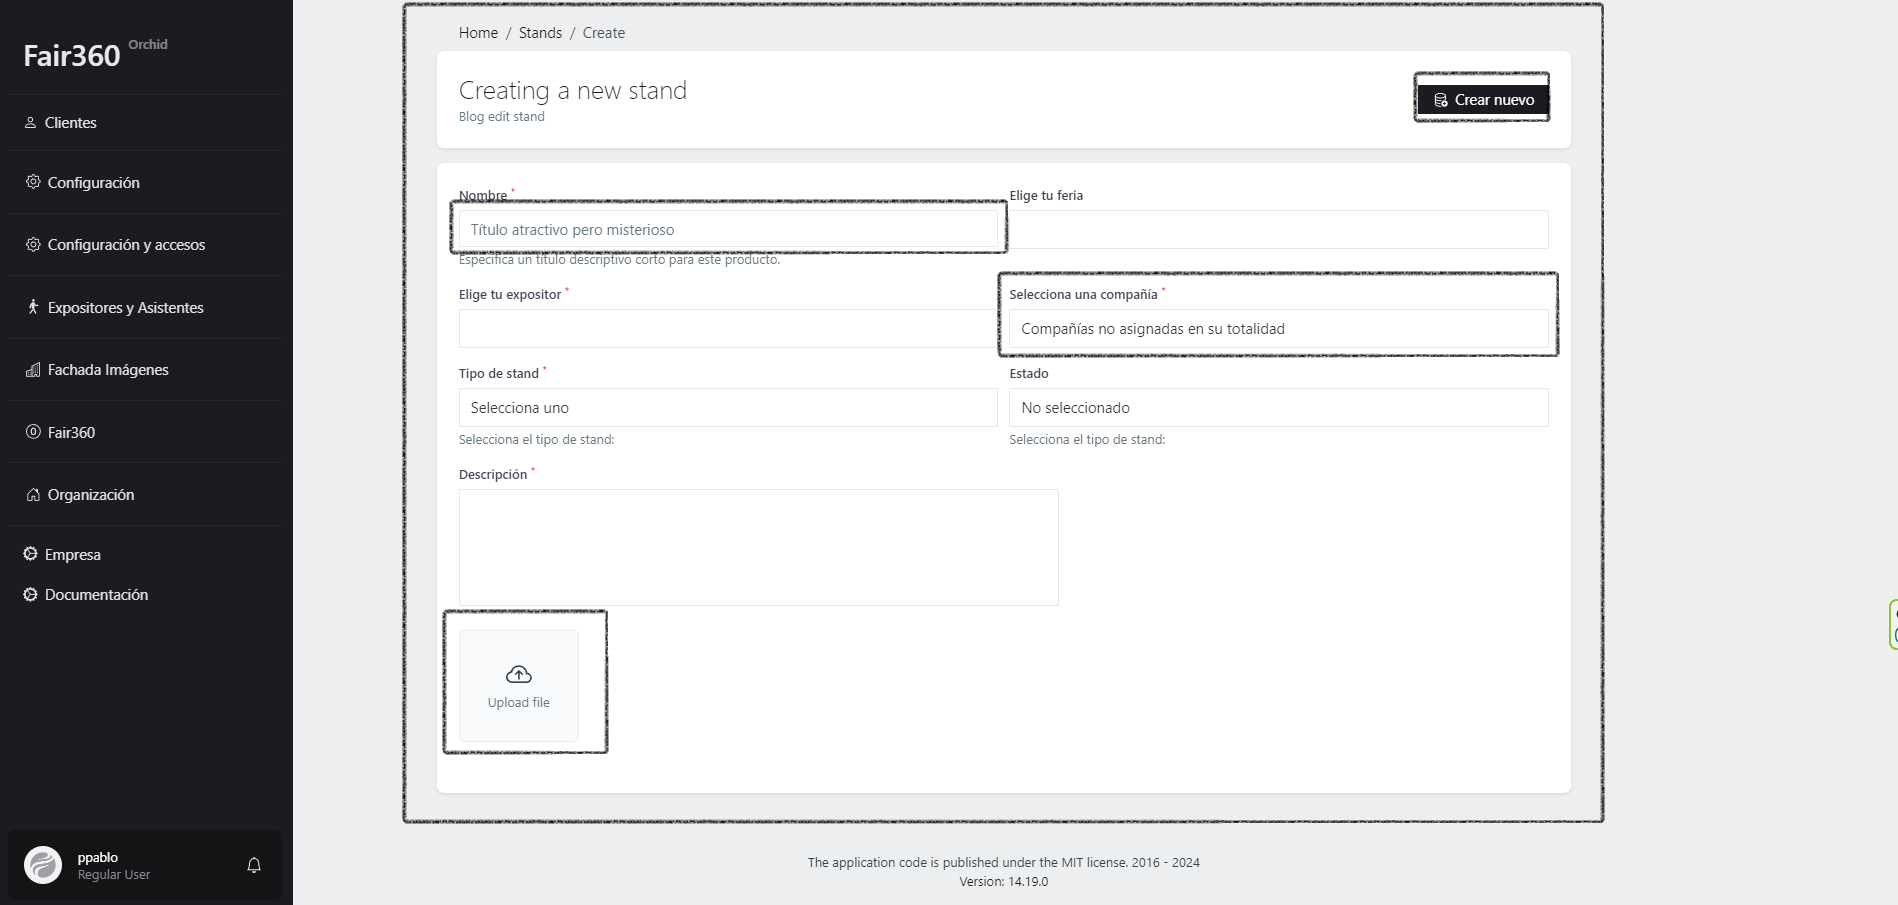 Fair360 Orchid
Clientes
Configuración
Configuración y accesos
Expositores y Asistentes
Fachada Imágenes
Fair360
Organización
Empresa
Documentación
ppablo
Regular User
Home / Stands / Create
Creating a new stand
Blog edit stand
Crear nuevo
Nombre *
Título atractivo pero misterioso
Especifica un título descriptivo corto para este producto.
Elige tu feria
Elige tu expositor *
Selecciona una compañía *
Compañías no asignadas en su totalidad
Tipo de stand *
Selecciona uno
Selecciona el tipo de stand:
Estado
No seleccionado
Selecciona el tipo de stand:
Descripción *
Upload file
The application code is published under the MIT license. 2016 - 2024
Version: 14.19.0